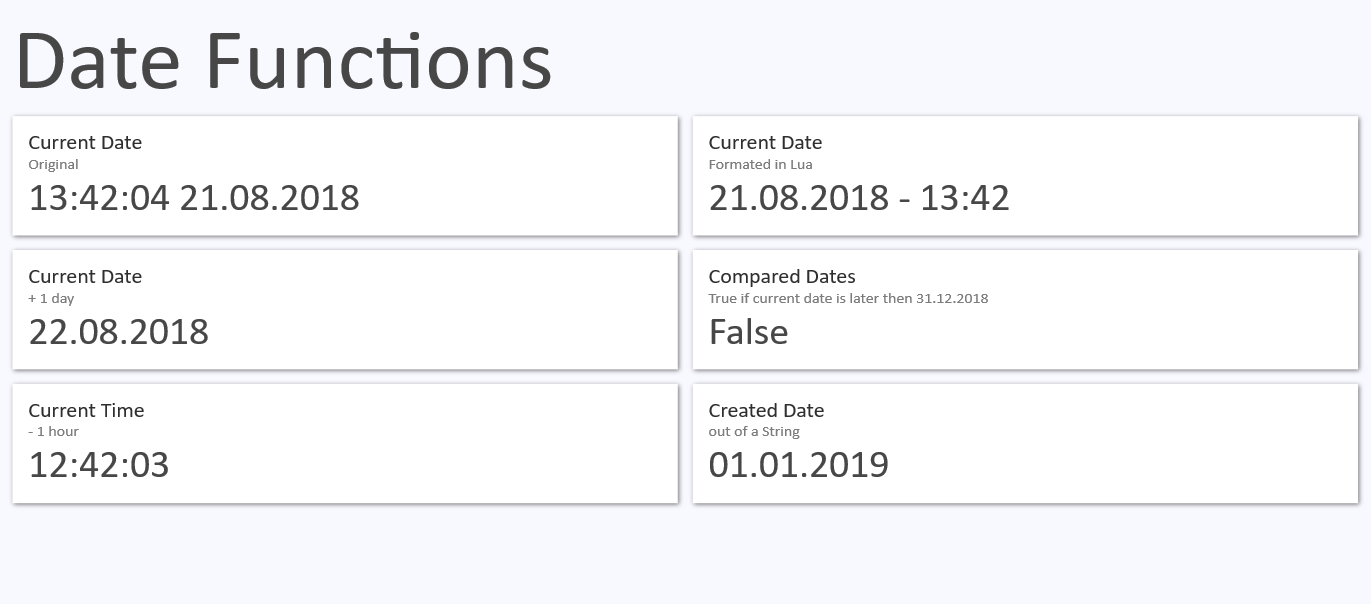 Date Functions
Current Date
Original
13:42:04 21.08.2018
Current Date
Formated in Lua
21.08.2018 - 13:42
Current Date
+ 1 day
22.08.2018
Compared Dates
True if current date is later then 31.12.2018
False
Current Time
- 1 hour
12:42:03
Created Date
out of a String
01.01.2019